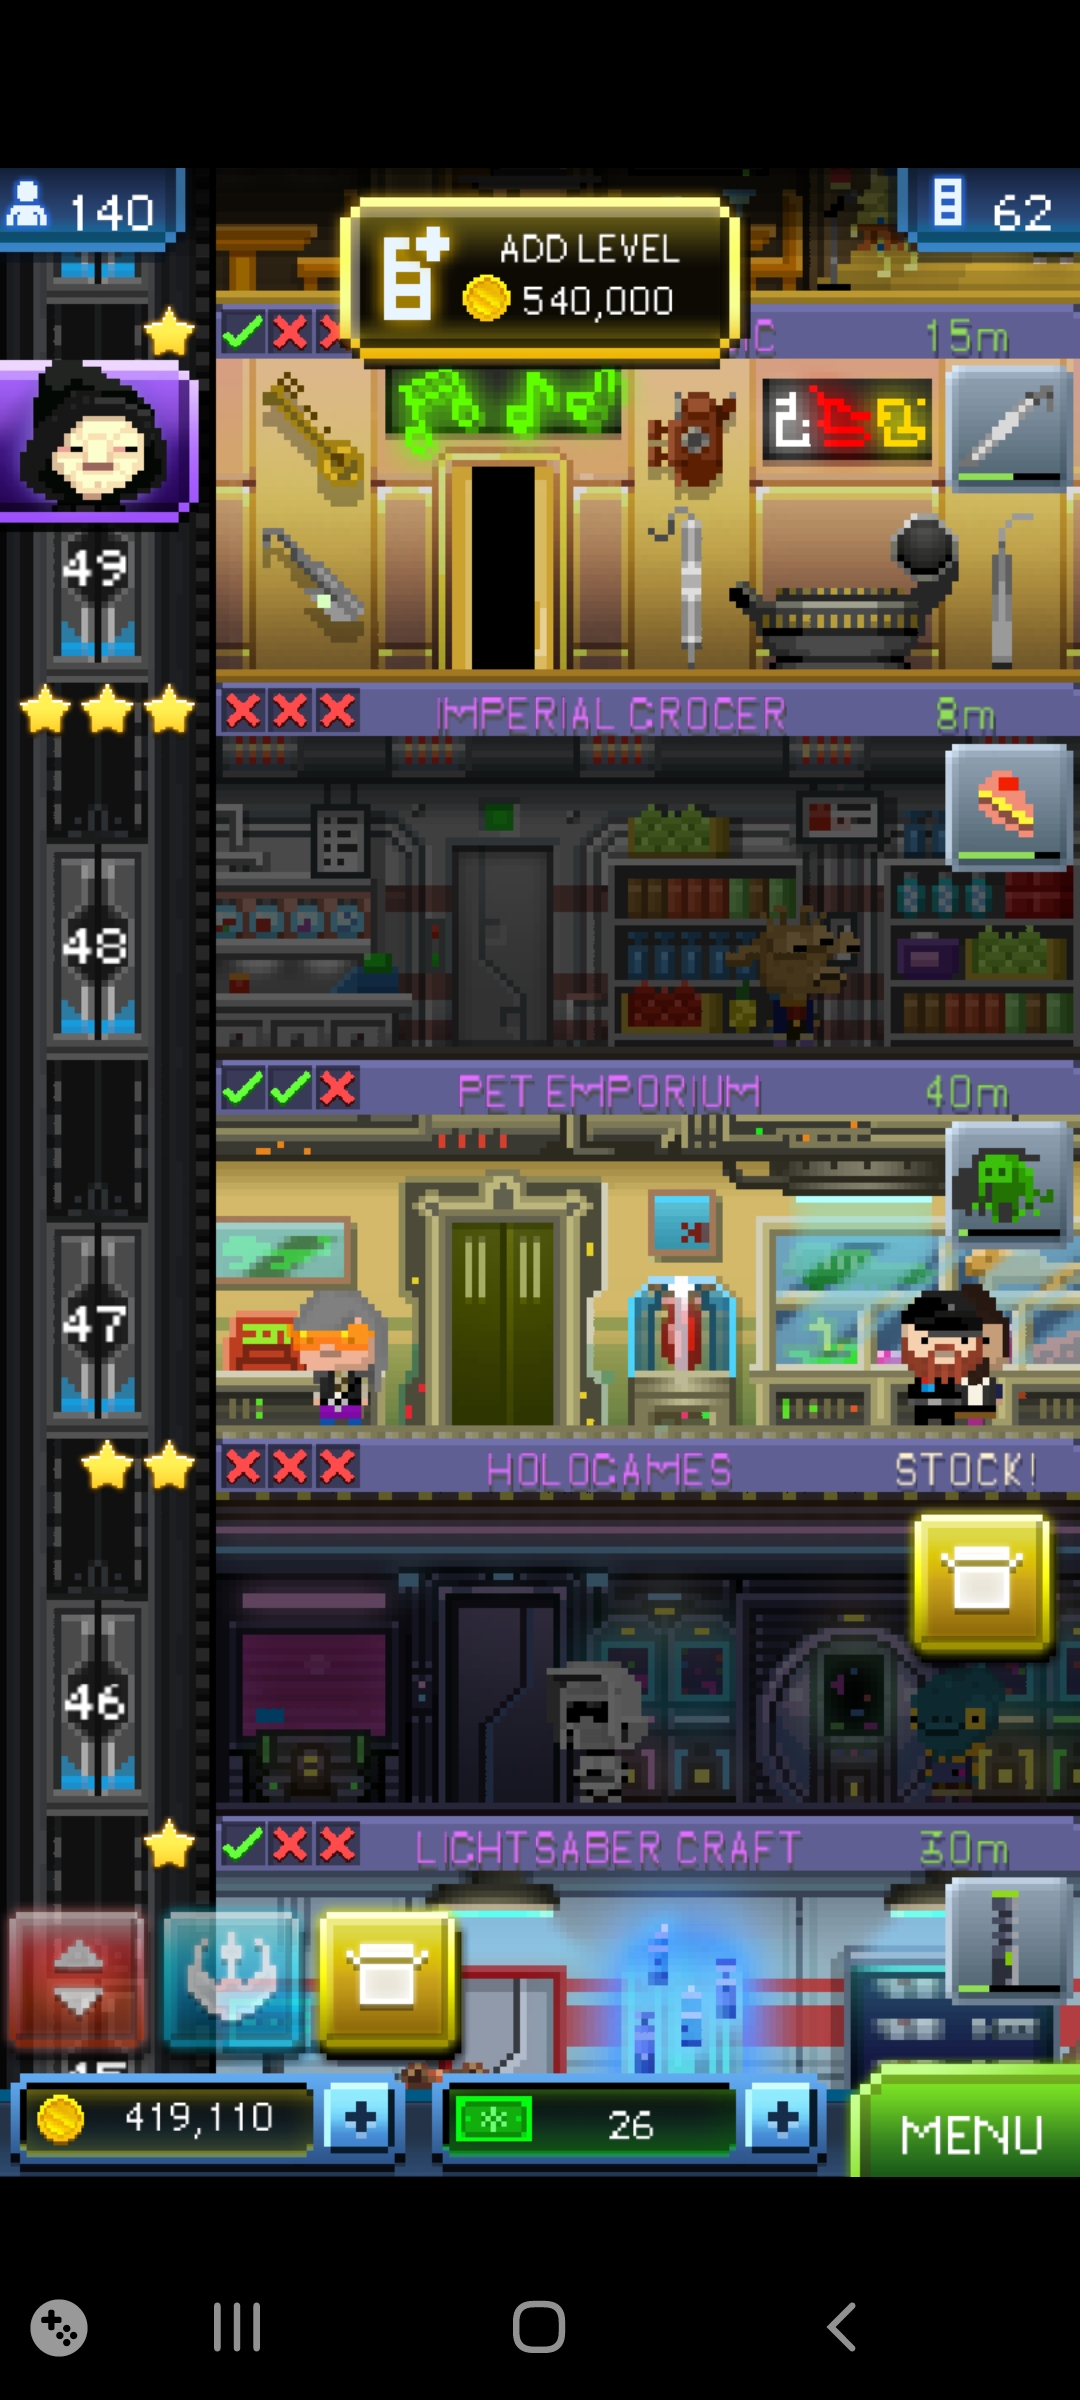 140
ADD LEVEL
540,000
62
IC 15m
49
IMPERIAL GROCER 8m
48
PET EMPORIUM 40m
47
HOLOGAMES STOCK!
46
LIGHTSABER CRAFT
419,110
26
MENU